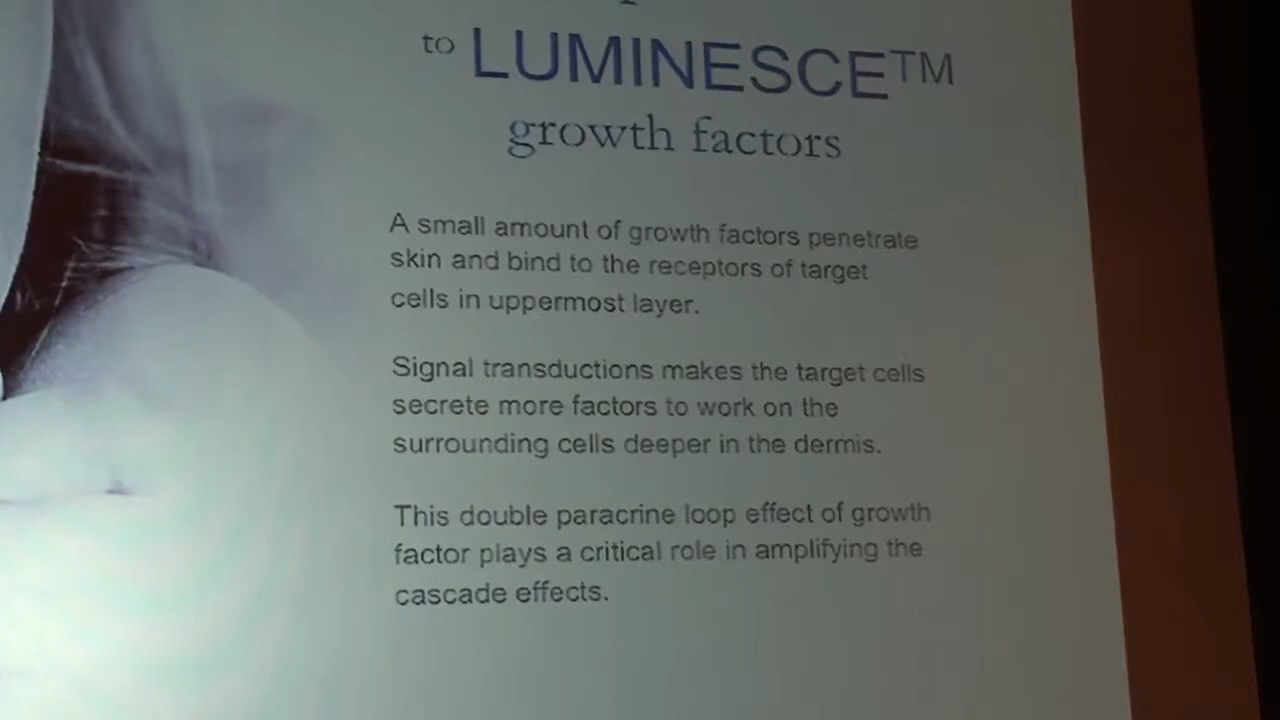 to LUMINESCE™
growth factors
A small amount of growth factors penetrate
skin and bind to the receptors of target
cells in uppermost layer.
Signal transductions makes the target cells
secrete more factors to work on the
surrounding cells deeper in the dermis.
This double paracrine loop effect of growth
factor plays a critical role in amplifying the
cascade effects.